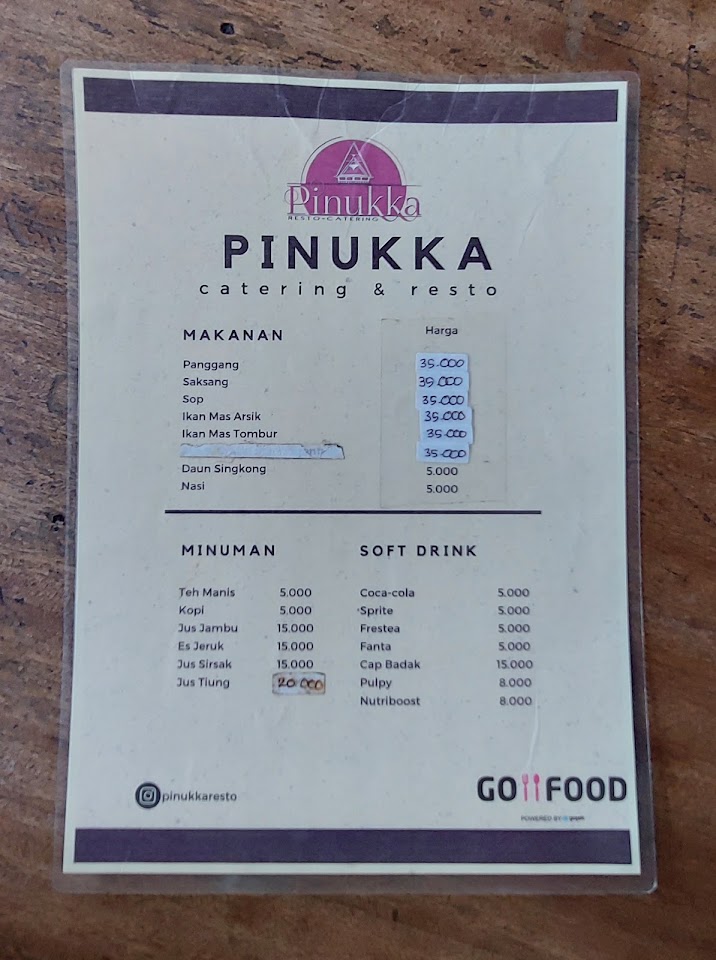 Pinukka
RESTO-CATERING
PINUKKA
catering & resto
MAKANAN Harga
Panggang 35.000
Saksang 35.000
Sop 35.000
Ikan Mas Arsik 35.000
Ikan Mas Tombur 35.000
35.000
Daun Singkong 5.000
Nasi 5.000
MINUMAN SOFT DRINK
Teh Manis 5.000 Coca-cola 5.000
Kopi 5.000 Sprite 5.000
Jus Jambu 15.000 Frestea 5.000
Es Jeruk 15.000 Fanta 5.000
Jus Sirsak 15.000 Cap Badak 15.000
Jus Tiung 20.000 Pulpy 8.000
Nutriboost 8.000
pinukkaresto GO FOOD
POWERED BY gopay